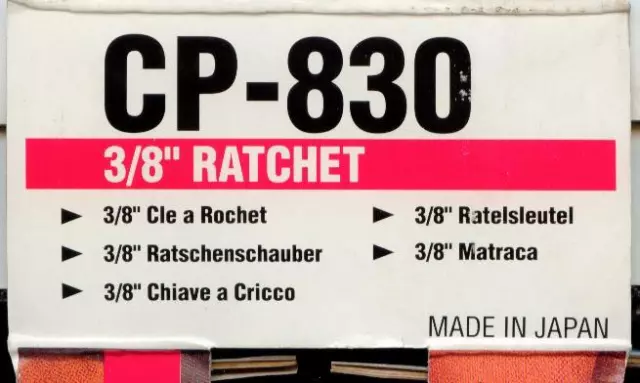 CP-830
3/8" RATCHET
3/8" Cle a Rochet
3/8" Ratschenschauber
3/8" Chiave a Cricco
3/8" Ratelsleutel
3/8" Matraca
MADE IN JAPAN